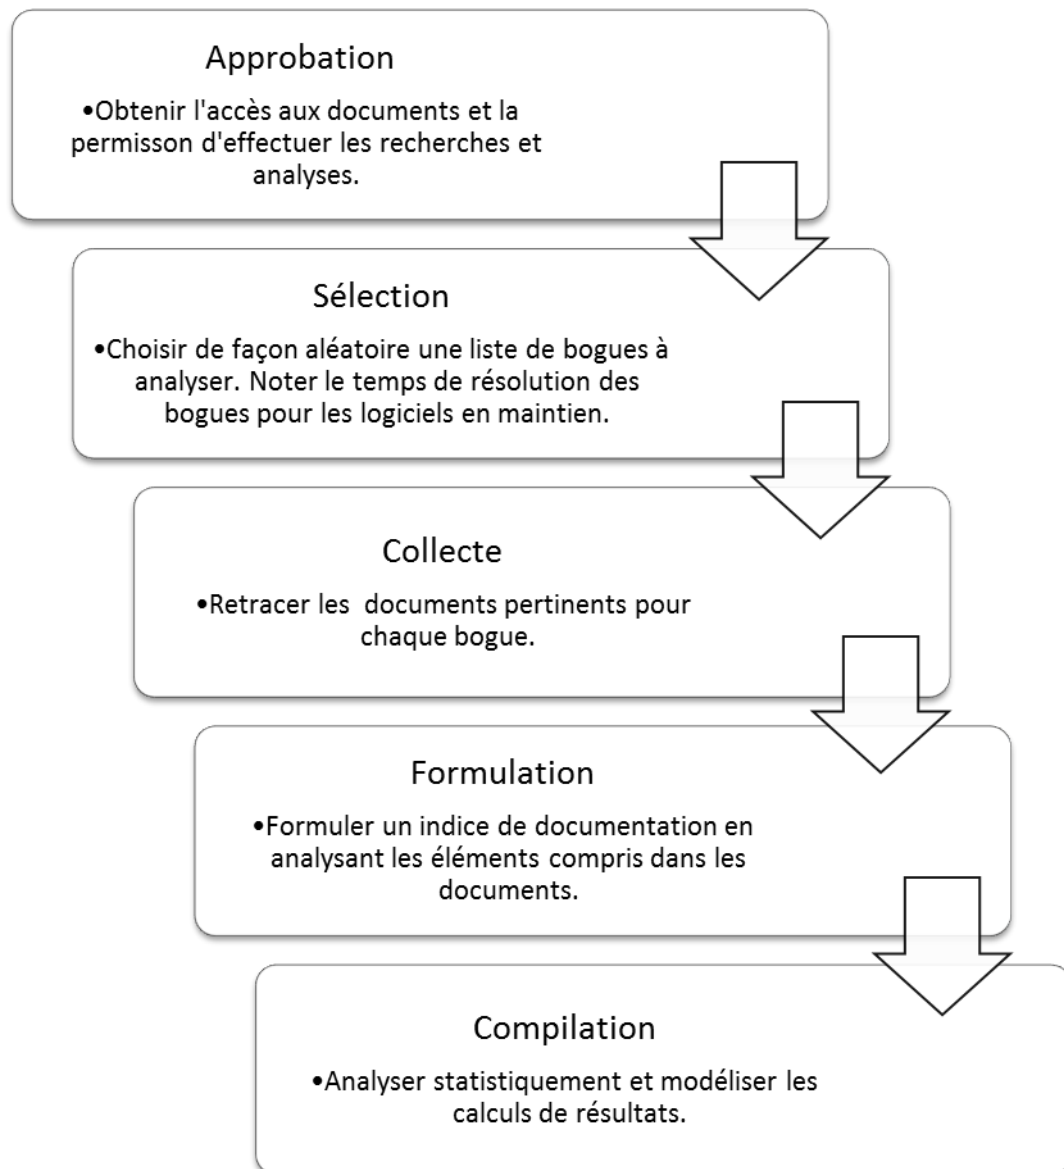 Approbation
•Obtenir l'accès aux documents et la
permisson d'effectuer les recherches et
analyses.
Sélection
•Choisir de façon aléatoire une liste de bogues à
analyser. Noter le temps de résolution des
bogues pour les logiciels en maintien.
Collecte
•Retracer les  documents pertinents pour
chaque bogue.
Formulation
•Formuler un indice de documentation en
analysant les éléments compris dans les
documents.
Compilation
•Analyser statistiquement et modéliser les
calculs de résultats.